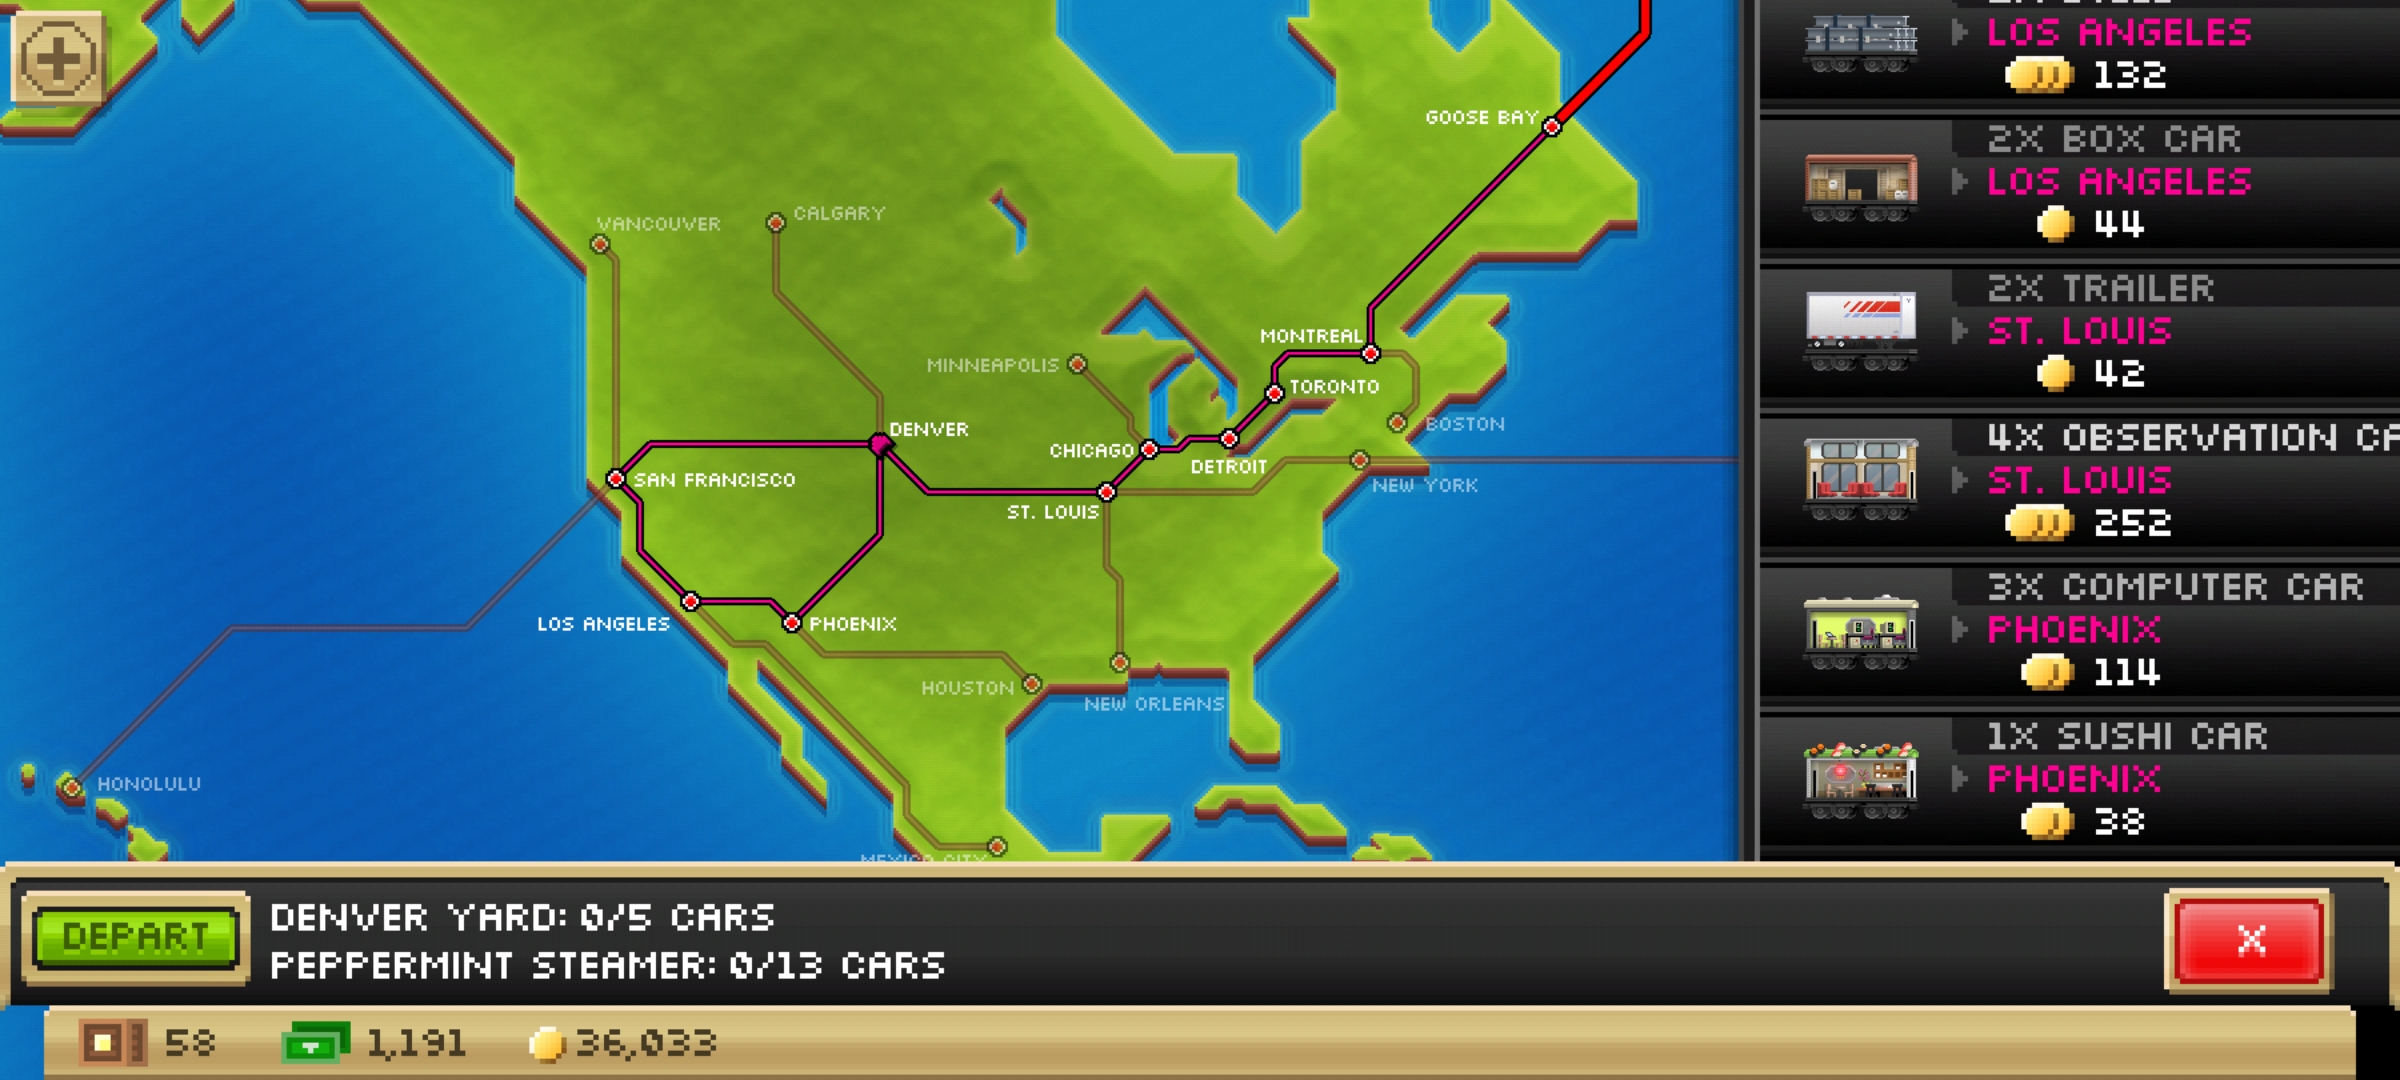 LOS ANGELES
132
GOOSE BAY
2X BOX CAR
LOS ANGELES
44
VANCOUVER
CALGARY
2X TRAILER
ST. LOUIS
42
MONTREAL
MINNEAPOLIS
TORONTO
DENVER
BOSTON
CHICAGO
DETROIT
4X OBSERVATION CA
ST. LOUIS
252
SAN FRANCISCO
NEW YORK
ST. LOUIS
3X COMPUTER CAR
PHOENIX
114
LOS ANGELES
PHOENIX
HOUSTON
NEW ORLEANS
1X SUSHI CAR
PHOENIX
38
HONOLULU
MEXICO CITY
DEPART
DENVER YARD: 0/5 CARS
PEPPERMINT STEAMER: 0/13 CARS
X
58
1,191
36,033